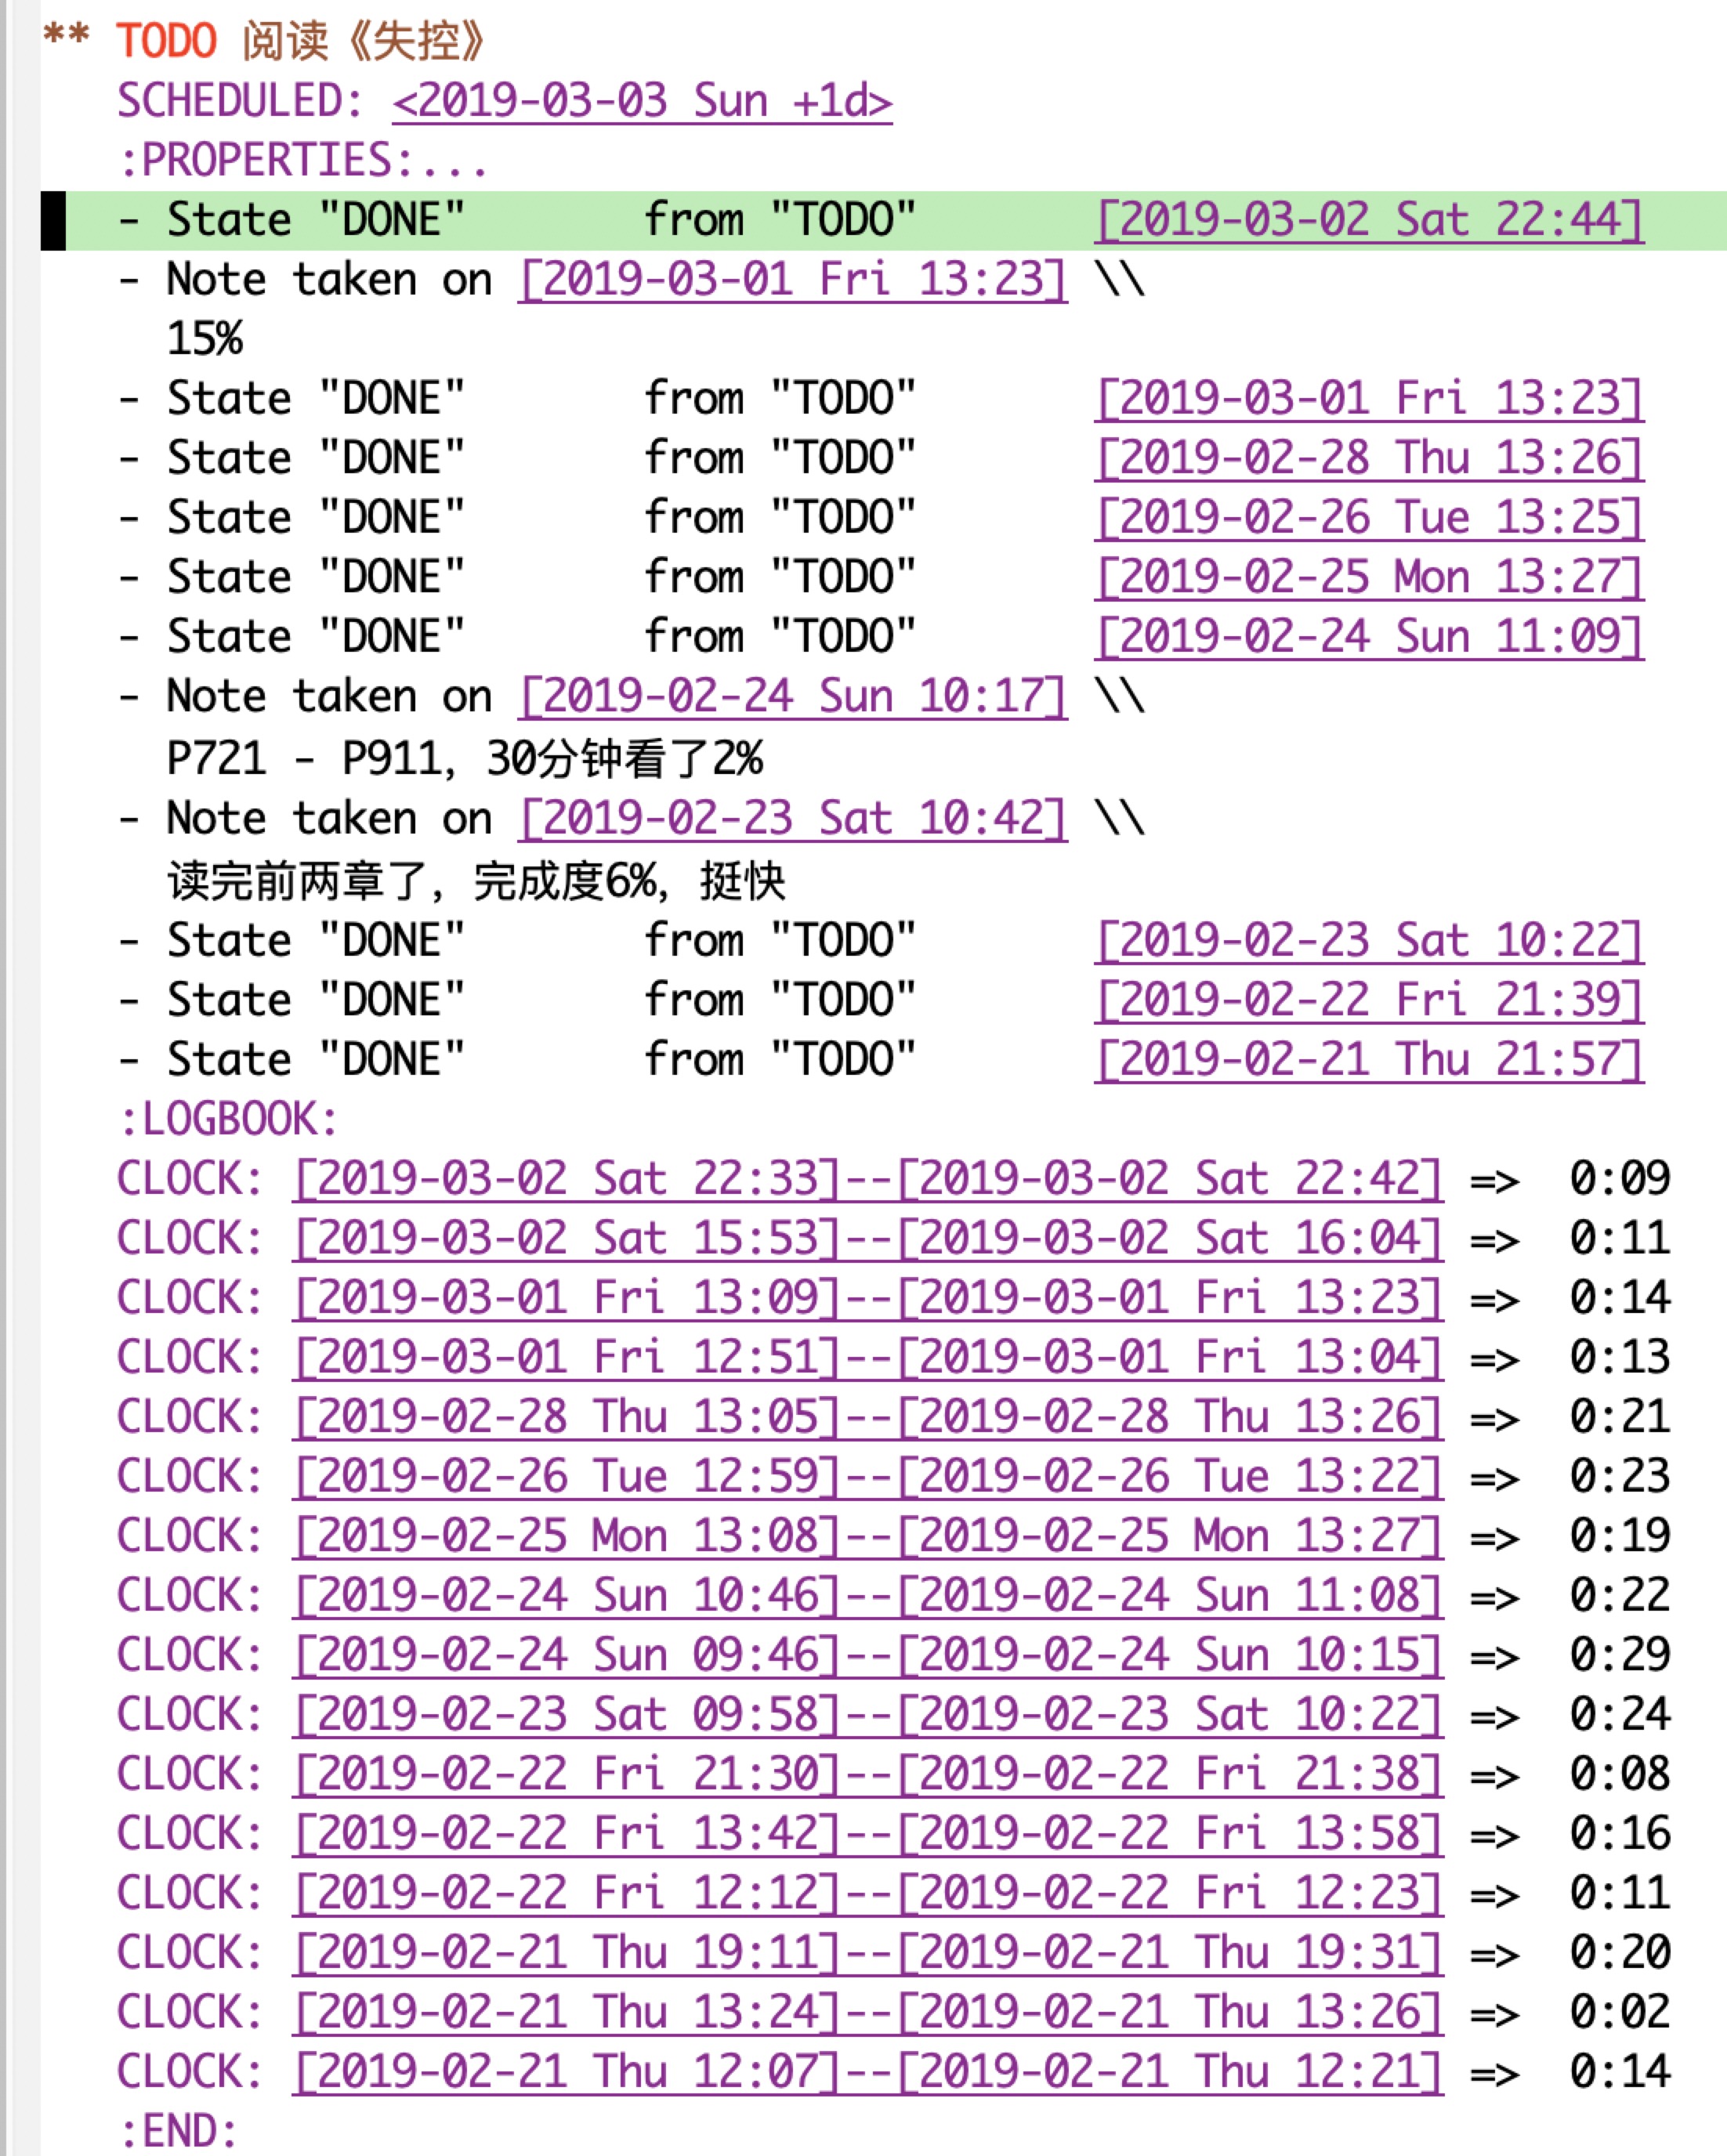 ** TODO 阅读《失控》
SCHEDULED: <2019-03-03 Sun +1d>
:PROPERTIES:...
- State "DONE"       from "TODO"       [2019-03-02 Sat 22:44]
- Note taken on [2019-03-01 Fri 13:23] \\
15%
- State "DONE"       from "TODO"       [2019-03-01 Fri 13:23]
- State "DONE"       from "TODO"       [2019-02-28 Thu 13:26]
- State "DONE"       from "TODO"       [2019-02-26 Tue 13:25]
- State "DONE"       from "TODO"       [2019-02-25 Mon 13:27]
- State "DONE"       from "TODO"       [2019-02-24 Sun 11:09]
- Note taken on [2019-02-24 Sun 10:17] \\
P721 - P911, 30分钟看了2%
- Note taken on [2019-02-23 Sat 10:42] \\
读完前两章了, 完成度6%, 挺快
- State "DONE"       from "TODO"       [2019-02-23 Sat 10:22]
- State "DONE"       from "TODO"       [2019-02-22 Fri 21:39]
- State "DONE"       from "TODO"       [2019-02-21 Thu 21:57]
:LOGBOOK:
CLOCK: [2019-03-02 Sat 22:33]--[2019-03-02 Sat 22:42] =>  0:09
CLOCK: [2019-03-02 Sat 15:53]--[2019-03-02 Sat 16:04] =>  0:11
CLOCK: [2019-03-01 Fri 13:09]--[2019-03-01 Fri 13:23] =>  0:14
CLOCK: [2019-03-01 Fri 12:51]--[2019-03-01 Fri 13:04] =>  0:13
CLOCK: [2019-02-28 Thu 13:05]--[2019-02-28 Thu 13:26] =>  0:21
CLOCK: [2019-02-26 Tue 12:59]--[2019-02-26 Tue 13:22] =>  0:23
CLOCK: [2019-02-25 Mon 13:08]--[2019-02-25 Mon 13:27] =>  0:19
CLOCK: [2019-02-24 Sun 10:46]--[2019-02-24 Sun 11:08] =>  0:22
CLOCK: [2019-02-24 Sun 09:46]--[2019-02-24 Sun 10:15] =>  0:29
CLOCK: [2019-02-23 Sat 09:58]--[2019-02-23 Sat 10:22] =>  0:24
CLOCK: [2019-02-22 Fri 21:30]--[2019-02-22 Fri 21:38] =>  0:08
CLOCK: [2019-02-22 Fri 13:42]--[2019-02-22 Fri 13:58] =>  0:16
CLOCK: [2019-02-22 Fri 12:12]--[2019-02-22 Fri 12:23] =>  0:11
CLOCK: [2019-02-21 Thu 19:11]--[2019-02-21 Thu 19:31] =>  0:20
CLOCK: [2019-02-21 Thu 13:24]--[2019-02-21 Thu 13:26] =>  0:02
CLOCK: [2019-02-21 Thu 12:07]--[2019-02-21 Thu 12:21] =>  0:14
:END: